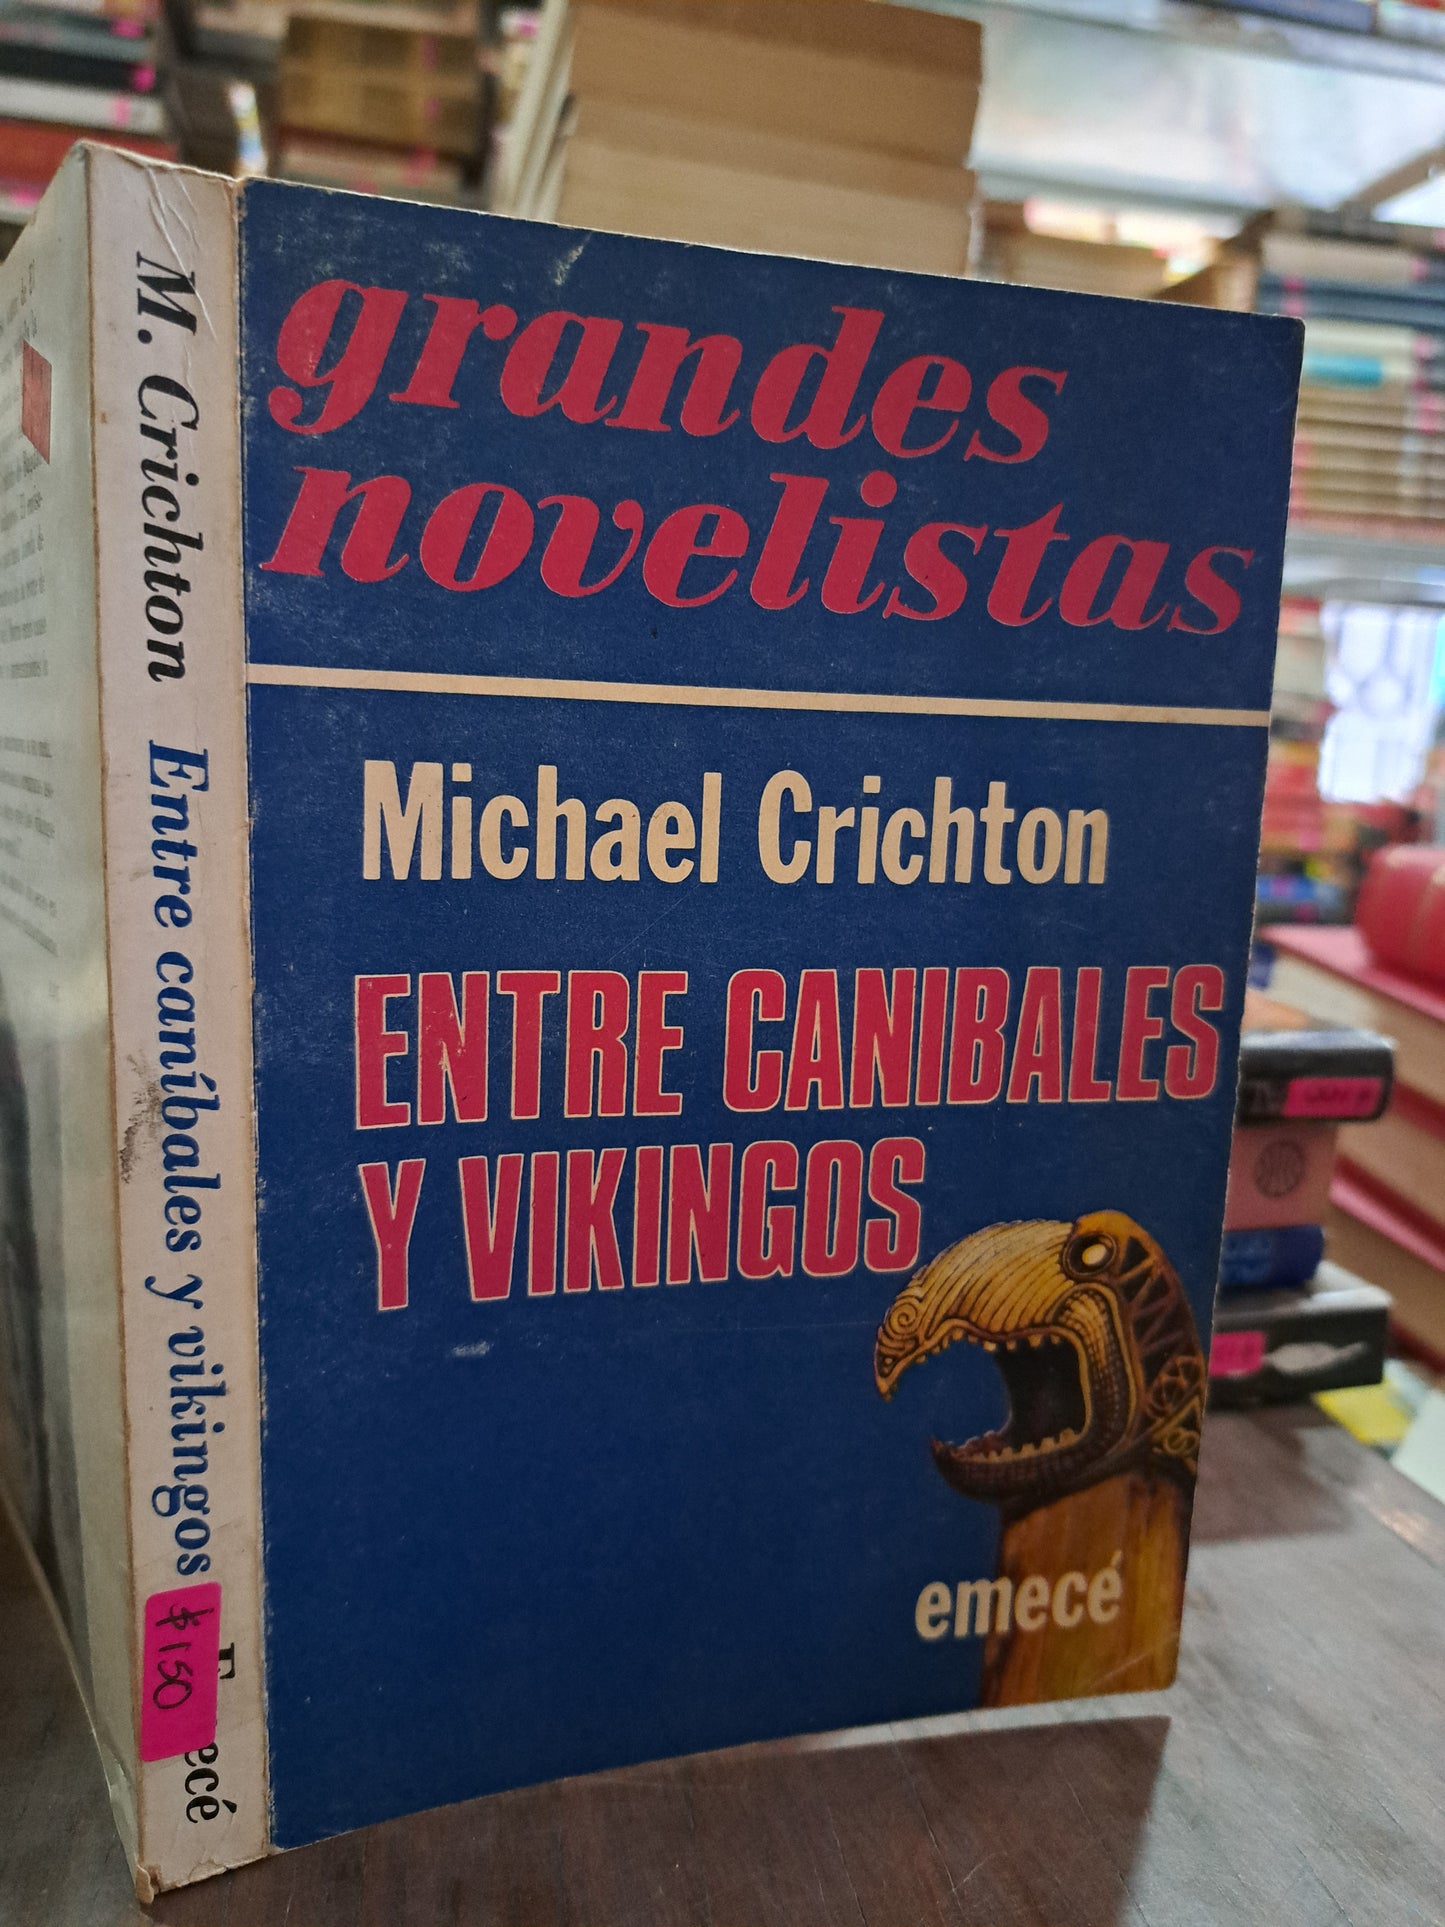 grandes
novelistas
Michael Crichton
ENTRE CANIBALES
Y VIKINGOS
emecé
M. Crichton Entre caníbales y vikingos
$150